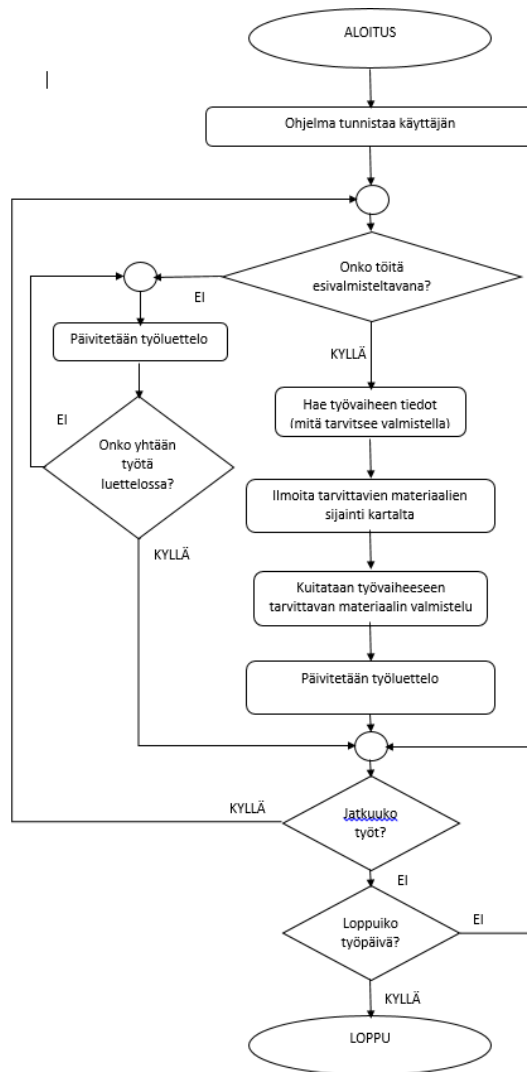 ALOITUS
Ohjelma tunnistaa käyttäjän
Onko töitä
esivalmisteltavana?
EI
KYLLÄ
Päivitetään työluettelo
EI
Onko yhtään
työtä
luettelossa?
KYLLÄ
Hae työvaiheen tiedot
(mitä tarvitsee valmistella)
Ilmoita tarvittavien materiaalien
sijainti kartalta
Kuitataan työvaiheeseen
tarvittavan materiaalin valmistelu
Päivitetään työluettelo
KYLLÄ
Jatkuuko
työt?
EI
Loppuiko
työpäivä?
EI
KYLLÄ
LOPPU